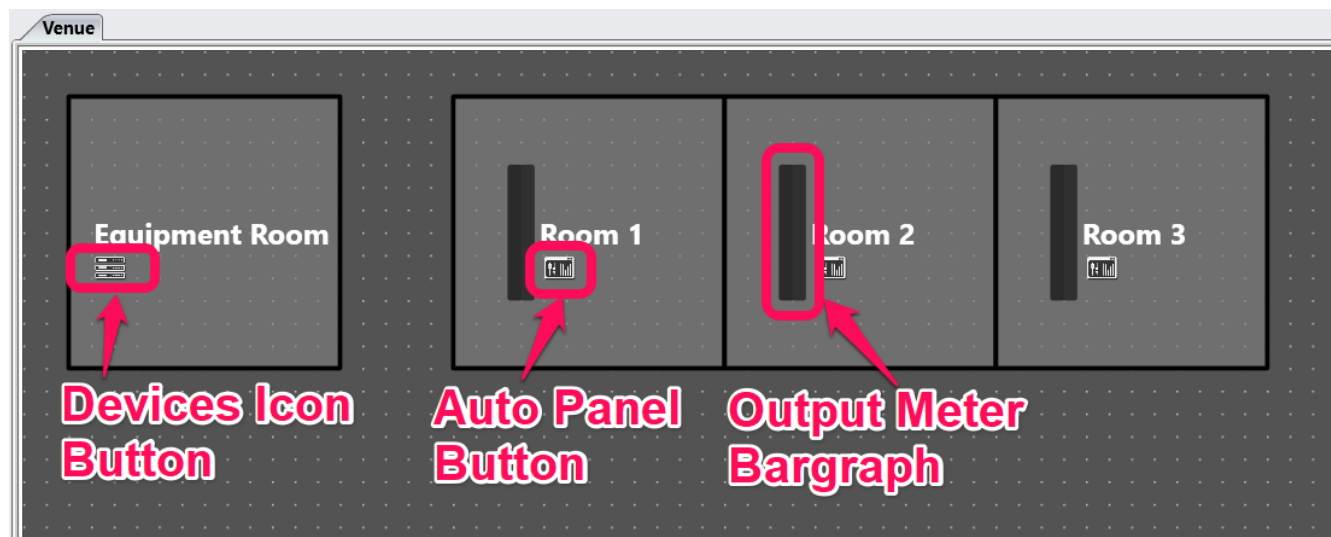 Venue
Equipment Room
Room 1
Room 2
Room 3
Devices Icon
Button
Auto Panel
Button
Output Meter
Bargraph